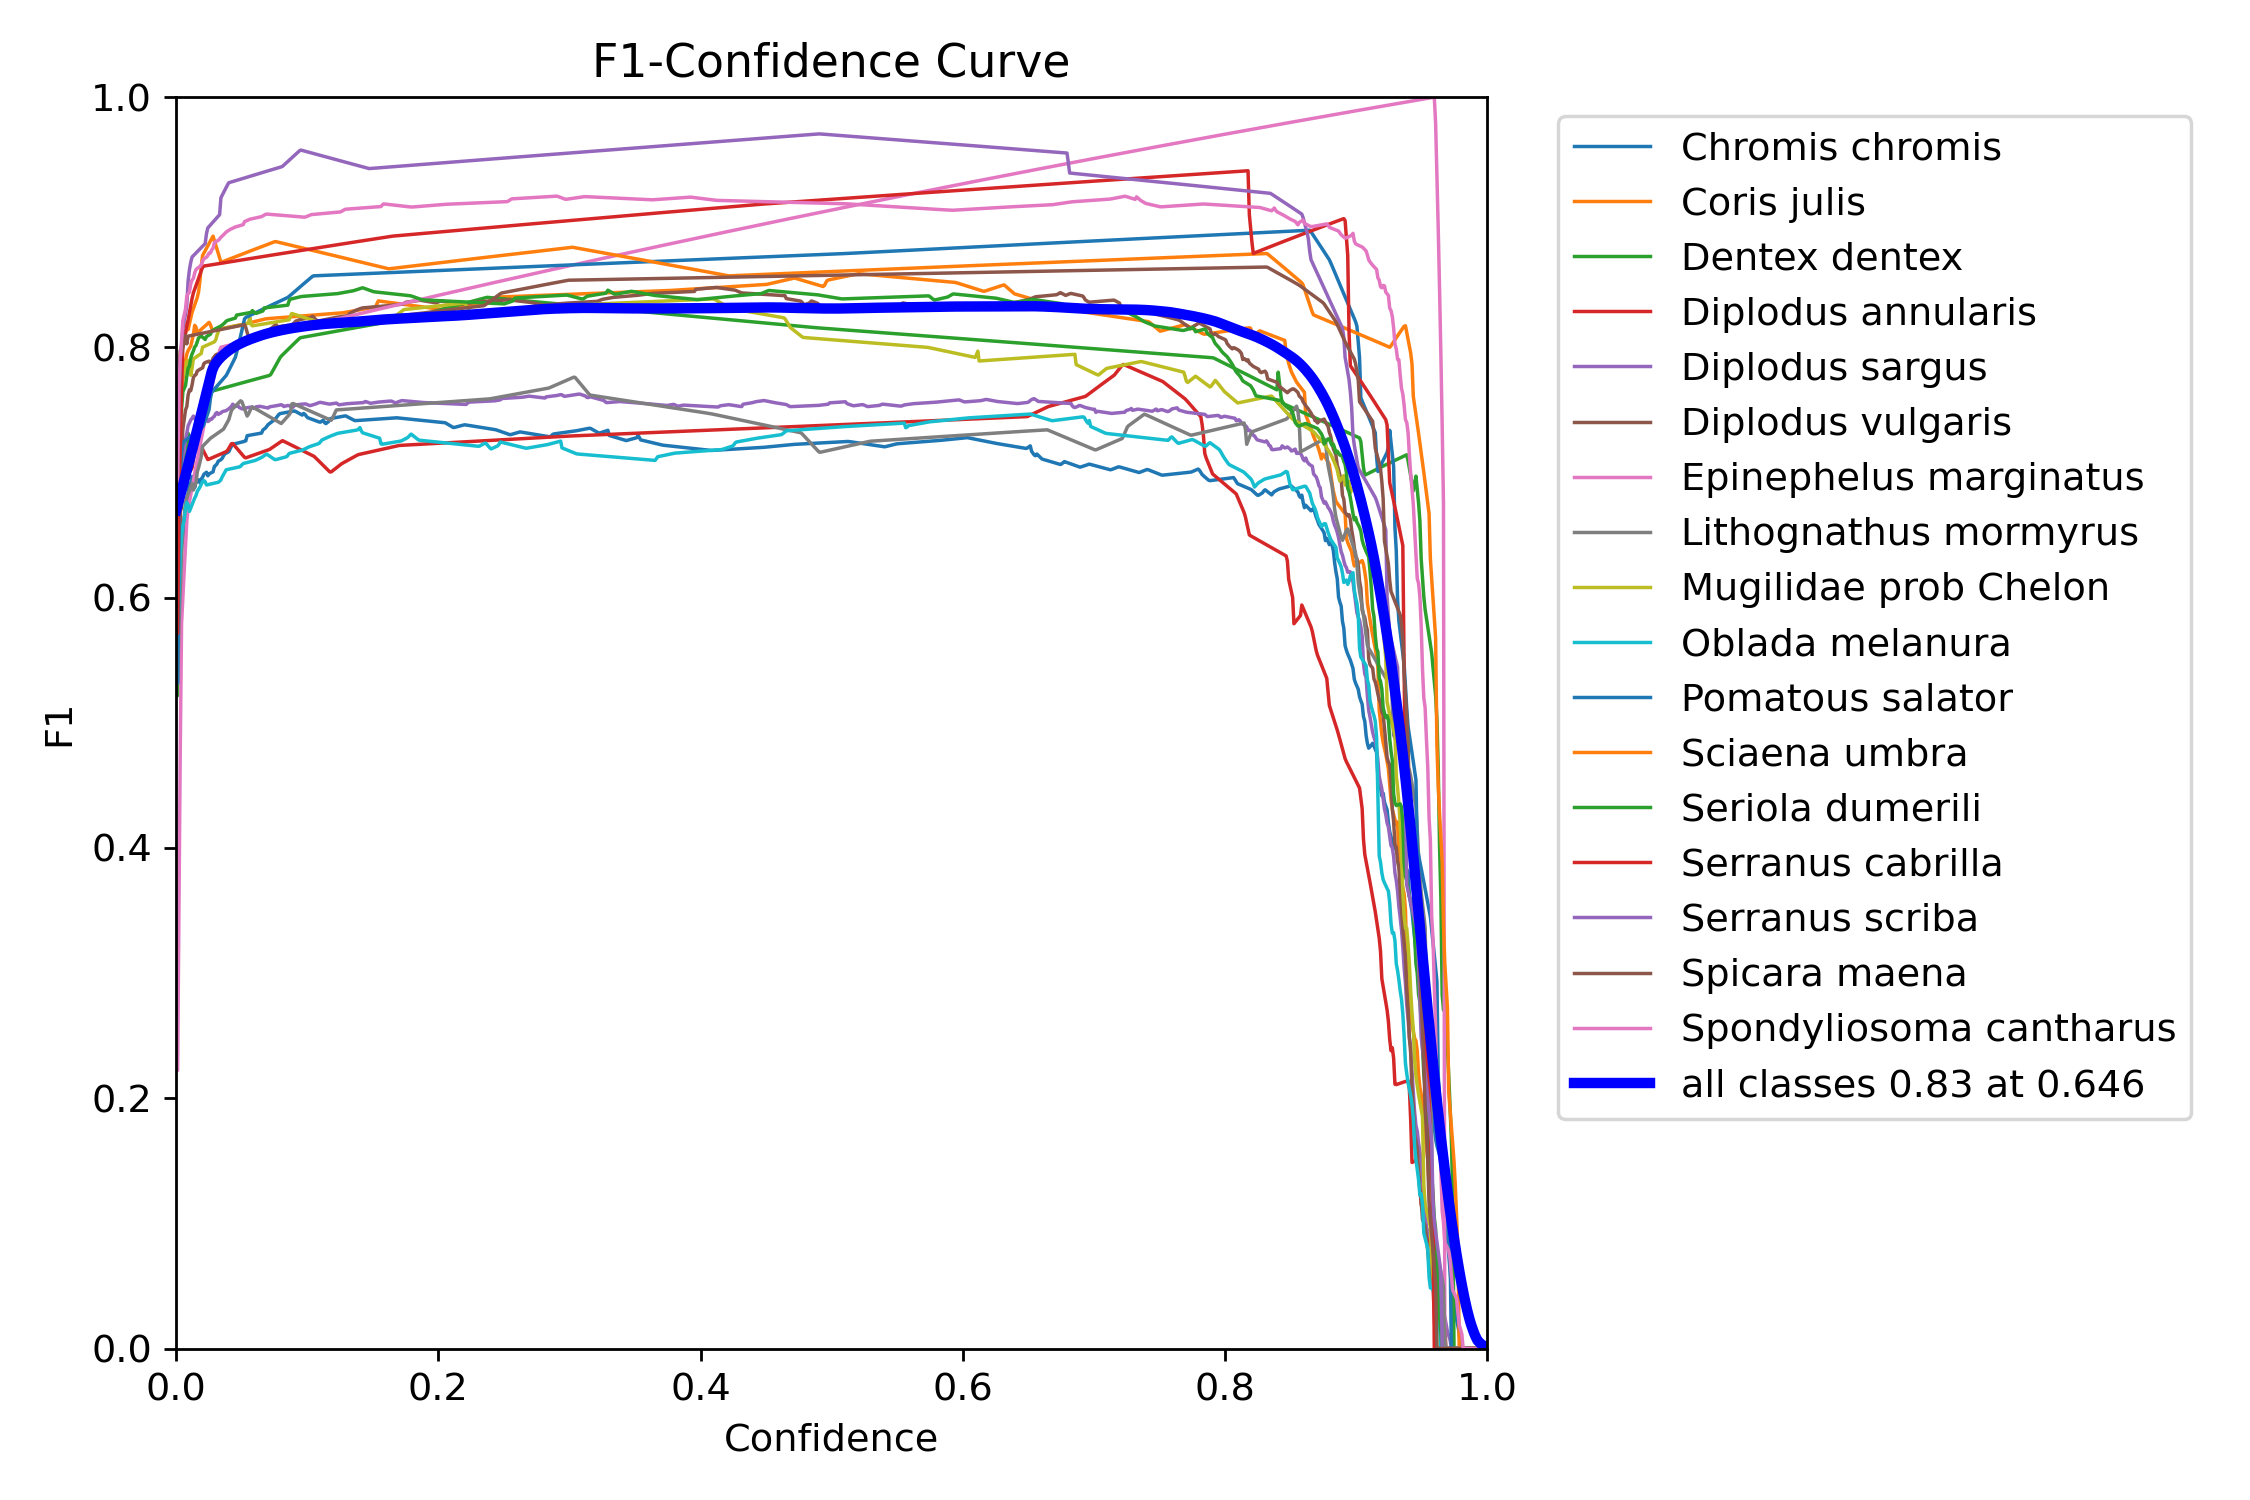 F1-Confidence Curve
1.0
0.8
0.6
0.4
0.2
0.0
F1
0.0 0.2 0.4 0.6 0.8 1.0
Confidence
Chromis chromis
Coris julis
Dentex dentex
Diplodus annularis
Diplodus sargus
Diplodus vulgaris
Epinephelus marginatus
Lithognathus mormyrus
Mugilidae prob Chelon
Oblada melanura
Pomatous salator
Sciaena umbra
Seriola dumerili
Serranus cabrilla
Serranus scriba
Spicara maena
Spondyliosoma cantharus
all classes 0.83 at 0.646